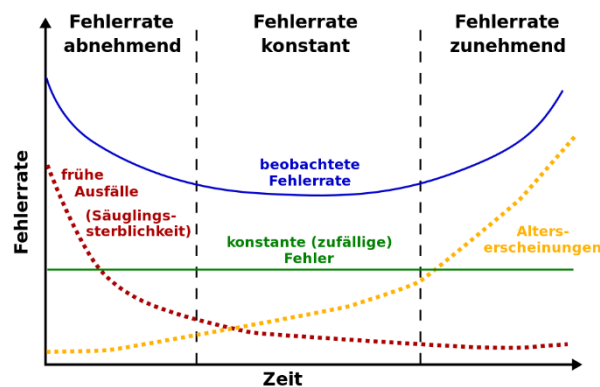 Fehlerrate
abnehmend
Fehlerrate
konstant
Fehlerrate
zunehmend
Fehlerrate
frühe
Ausfälle
(Säuglings-
sterblichkeit)
beobachtete
Fehlerrate
konstante (zufällige)
Fehler
Alters-
erscheinungen
Zeit